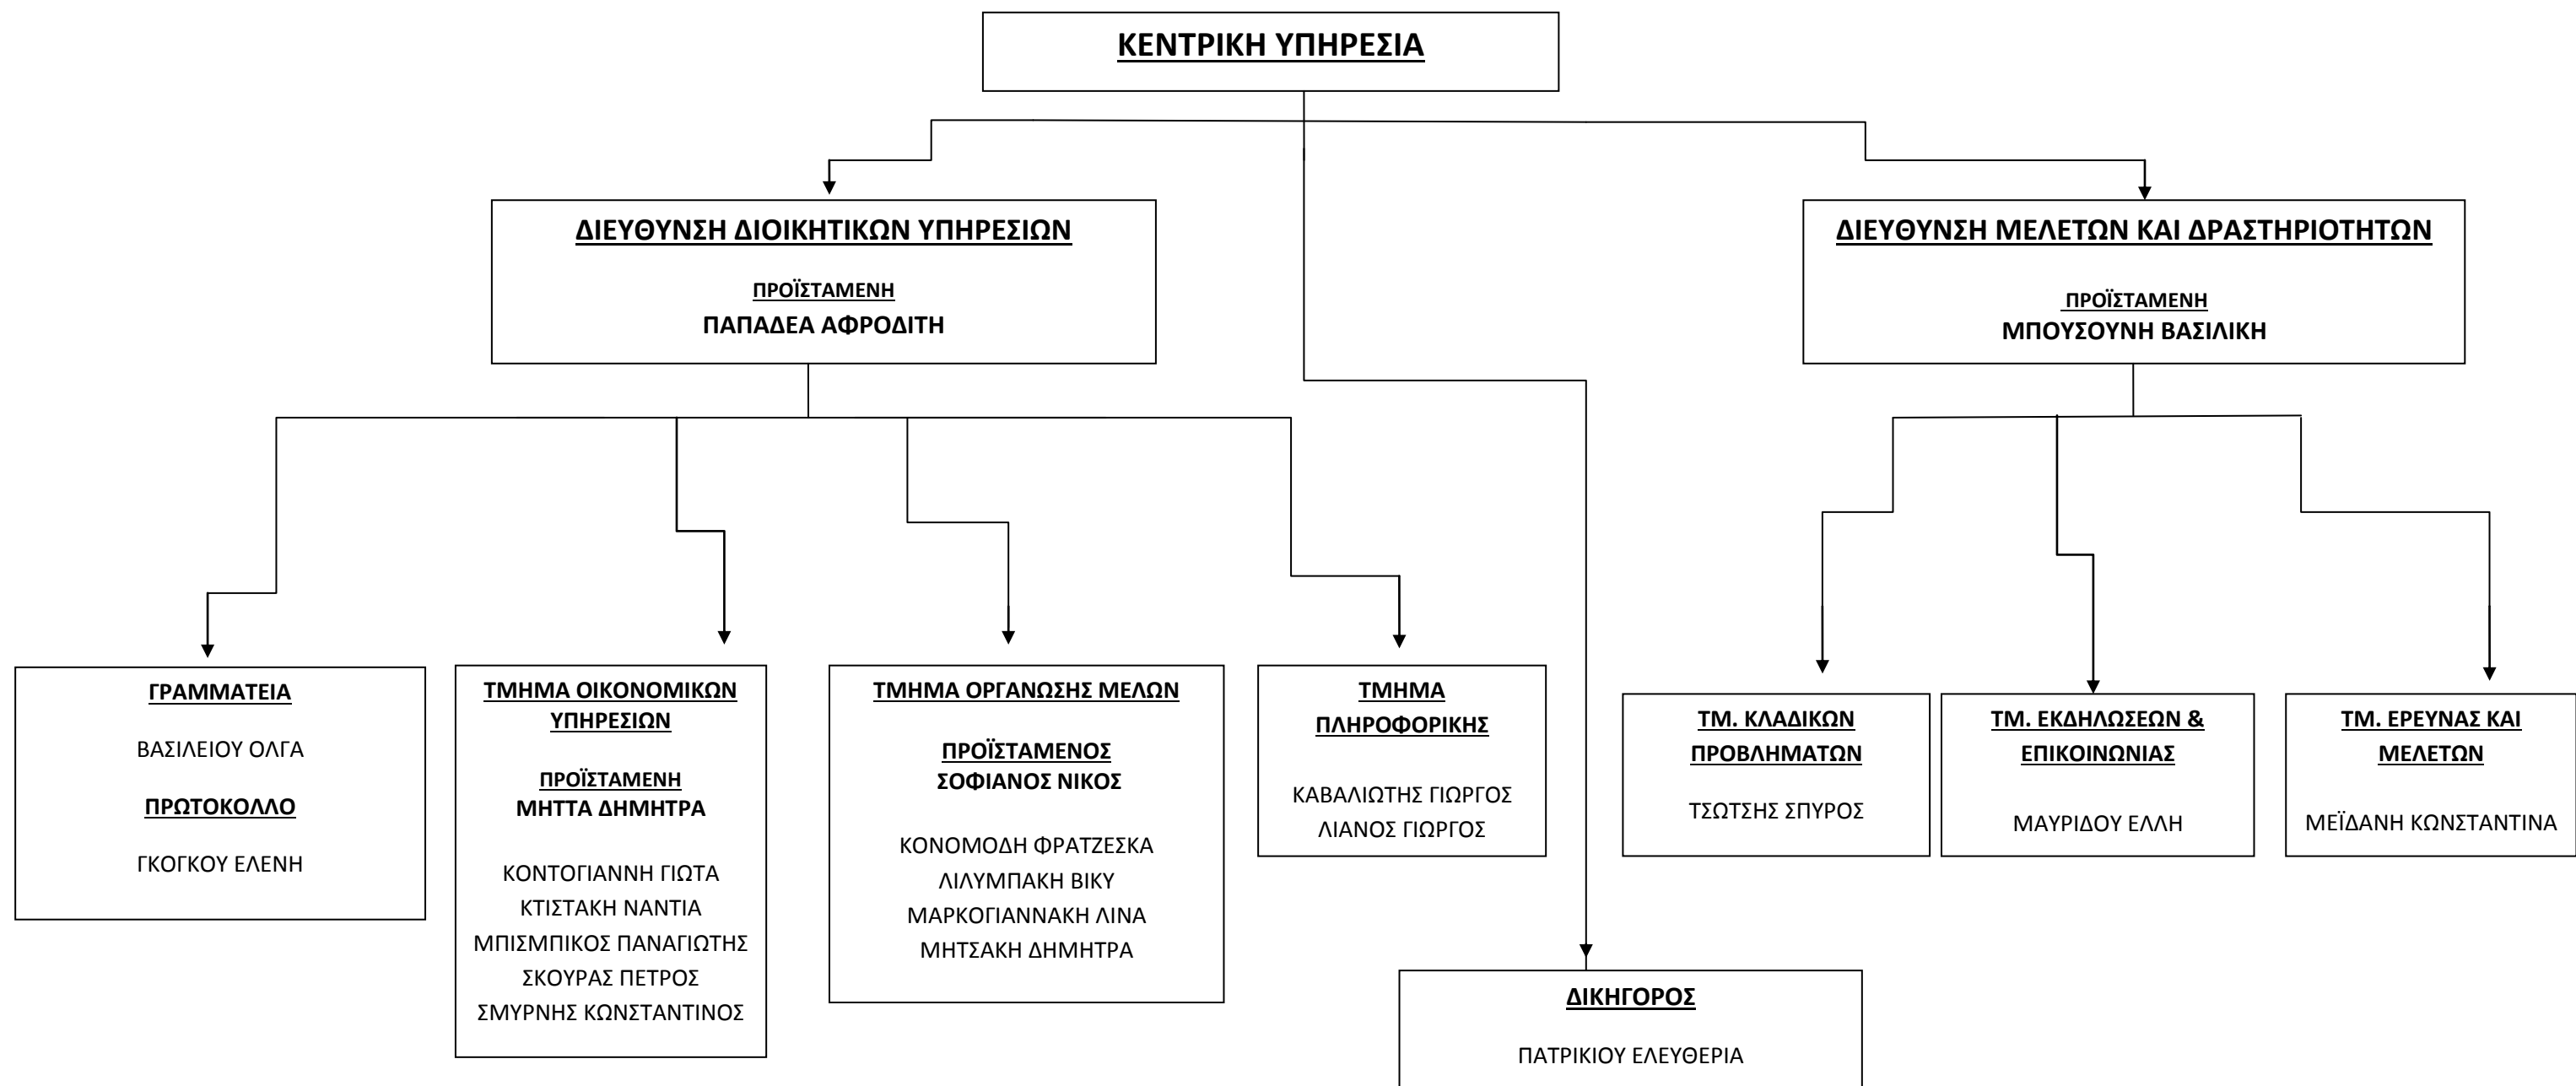 ΚΕΝΤΡΙΚΗ ΥΠΗΡΕΣΙΑ
ΔΙΕΥΘΥΝΣΗ ΔΙΟΙΚΗΤΙΚΩΝ ΥΠΗΡΕΣΙΩΝ
ΠΡΟΪΣΤΑΜΕΝΗ
ΠΑΠΑΔΕΑ ΑΦΡΟΔΙΤΗ
ΔΙΕΥΘΥΝΣΗ ΜΕΛΕΤΩΝ ΚΑΙ ΔΡΑΣΤΗΡΙΟΤΗΤΩΝ
ΠΡΟΪΣΤΑΜΕΝΗ
ΜΠΟΥΣΟΥΝΗ ΒΑΣΙΛΙΚΗ
ΓΡΑΜΜΑΤΕΙΑ
ΒΑΣΙΛΕΙΟΥ ΟΛΓΑ
ΠΡΩΤΟΚΟΛΛΟ
ΓΚΟΓΚΟΥ ΕΛΕΝΗ
ΤΜΗΜΑ ΟΙΚΟΝΟΜΙΚΩΝ
ΥΠΗΡΕΣΙΩΝ
ΠΡΟΪΣΤΑΜΕΝΗ
ΜΗΤΤΑ ΔΗΜΗΤΡΑ
ΚΟΝΤΟΓΙΑΝΝΗ ΓΙΩΤΑ
ΚΤΙΣΤΑΚΗ ΝΑΝΤΙΑ
ΜΠΙΣΜΠΙΚΟΣ ΠΑΝΑΓΙΩΤΗΣ
ΣΚΟΥΡΑΣ ΠΕΤΡΟΣ
ΣΜΥΡΝΗΣ ΚΩΝΣΤΑΝΤΙΝΟΣ
ΤΜΗΜΑ ΟΡΓΑΝΩΣΗΣ ΜΕΛΩΝ
ΠΡΟΪΣΤΑΜΕΝΟΣ
ΣΟΦΙΑΝΟΣ ΝΙΚΟΣ
ΚΟΝΟΜΟΔΗ ΦΡΑΤΖΕΣΚΑ
ΛΙΛΥΜΠΑΚΗ ΒΙΚΥ
ΜΑΡΚΟΓΙΑΝΝΑΚΗ ΛΙΝΑ
ΜΗΤΣΑΚΗ ΔΗΜΗΤΡΑ
ΤΜΗΜΑ
ΠΛΗΡΟΦΟΡΙΚΗΣ
ΚΑΒΑΛΙΩΤΗΣ ΓΙΩΡΓΟΣ
ΛΙΑΝΟΣ ΓΙΩΡΓΟΣ
ΤΜ. ΚΛΑΔΙΚΩΝ
ΠΡΟΒΛΗΜΑΤΩΝ
ΤΣΩΤΣΗΣ ΣΠΥΡΟΣ
ΤΜ. ΕΚΔΗΛΩΣΕΩΝ &
ΕΠΙΚΟΙΝΩΝΙΑΣ
ΜΑΥΡΙΔΟΥ ΕΛΛΗ
ΤΜ. ΕΡΕΥΝΑΣ ΚΑΙ
ΜΕΛΕΤΩΝ
ΜΕΪΔΑΝΗ ΚΩΝΣΤΑΝΤΙΝΑ
ΔΙΚΗΓΟΡΟΣ
ΠΑΤΡΙΚΙΟΥ ΕΛΕΥΘΕΡΙΑ